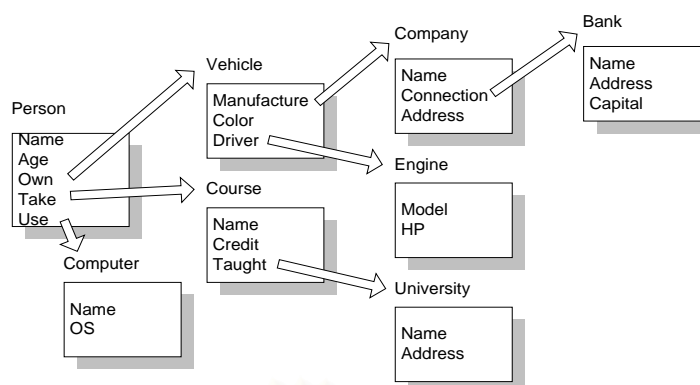 Person
Name
Age
Own
Take
Use
Vehicle
Manufacture
Color
Driver
Company
Name
Connection
Address
Bank
Name
Address
Capital
Engine
Model
HP
Course
Name
Credit
Taught
University
Name
Address
Computer
Name
OS